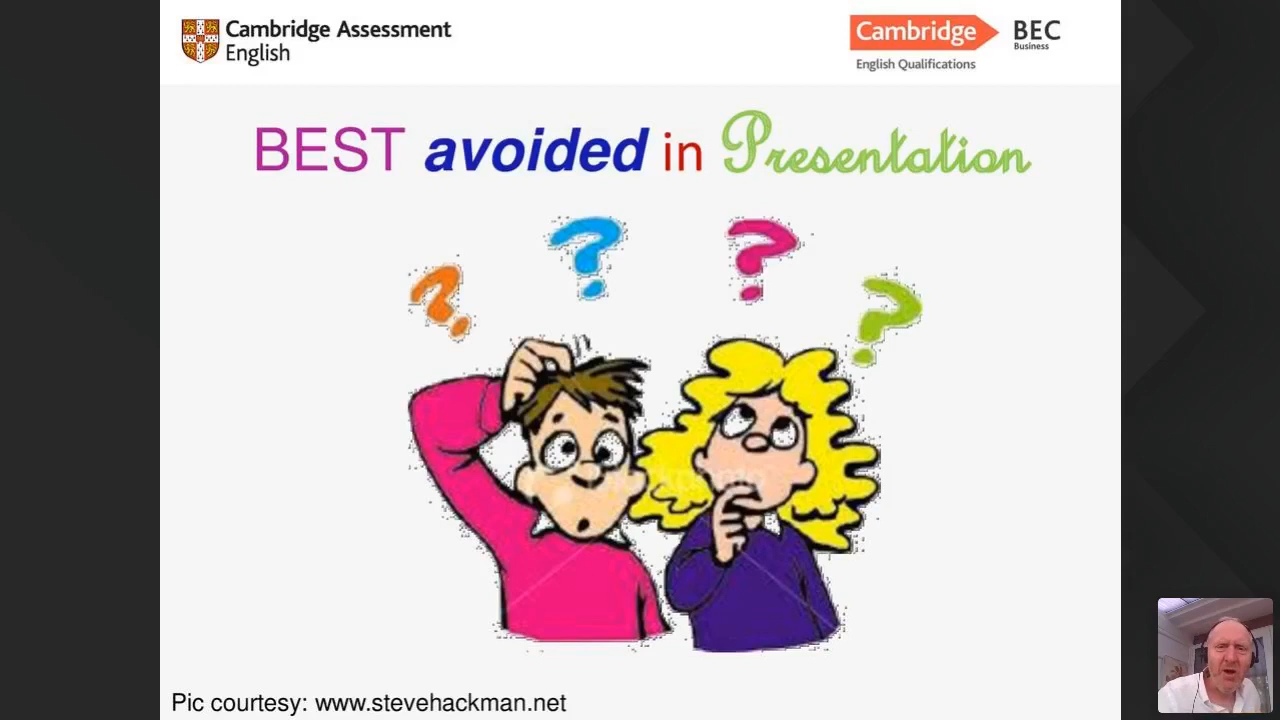 Cambridge Assessment
English
Cambridge
BEC
Business
English Qualifications
BEST avoided in Presentation
Pic courtesy: www.stevehackman.net